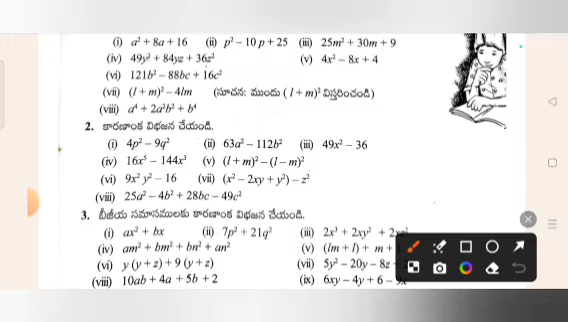 (i) a² + 8a + 16 (ii) p² – 10 p + 25 (iii) 25m² + 30m + 9
(iv) 49y² + 84yz + 36z² (v) 4x² – 8x + 4
(vi) 121b² – 88bc + 16c²
(vii) (l + m)² – 4lm (సూచన: ముందు ( l + m)² విస్తరించండి)
(viii) a⁴ + 2a²b² + b⁴
2. కారణాంక విభజన చేయండి.
(i) 4p² – 9q² (ii) 63a² – 112b² (iii) 49x² – 36
(iv) 16x⁵ – 144x³ (v) (l + m)² – (l – m)²
(vi) 9x² y² – 16 (vii) (x² – 2xy + y²) – z²
(viii) 25a² – 4b² + 28bc – 49c²
3. బీజీయ సమాసములకు కారణాంక విభజన చేయండి.
(i) ax² + bx (ii) 7p² + 21q² (iii) 2x³ + 2xy² + 2
(iv) am² + bm² + bn² + an² (v) (lm + l) + m +
(vi) y (y + z) + 9 (y + z) (vii) 5y² – 20y – 8z
(viii) 10ab + 4a + 5b + 2 (ix) 6xy – 4y + 6 –